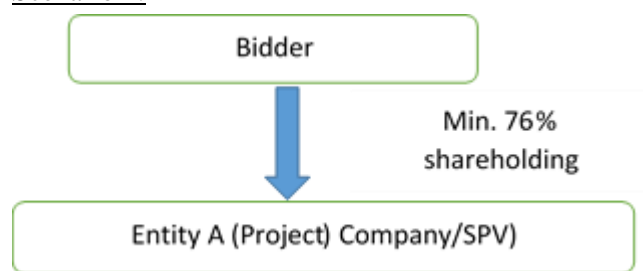 Bidder
Min. 76%
shareholding
Entity A (Project) Company/SPV)